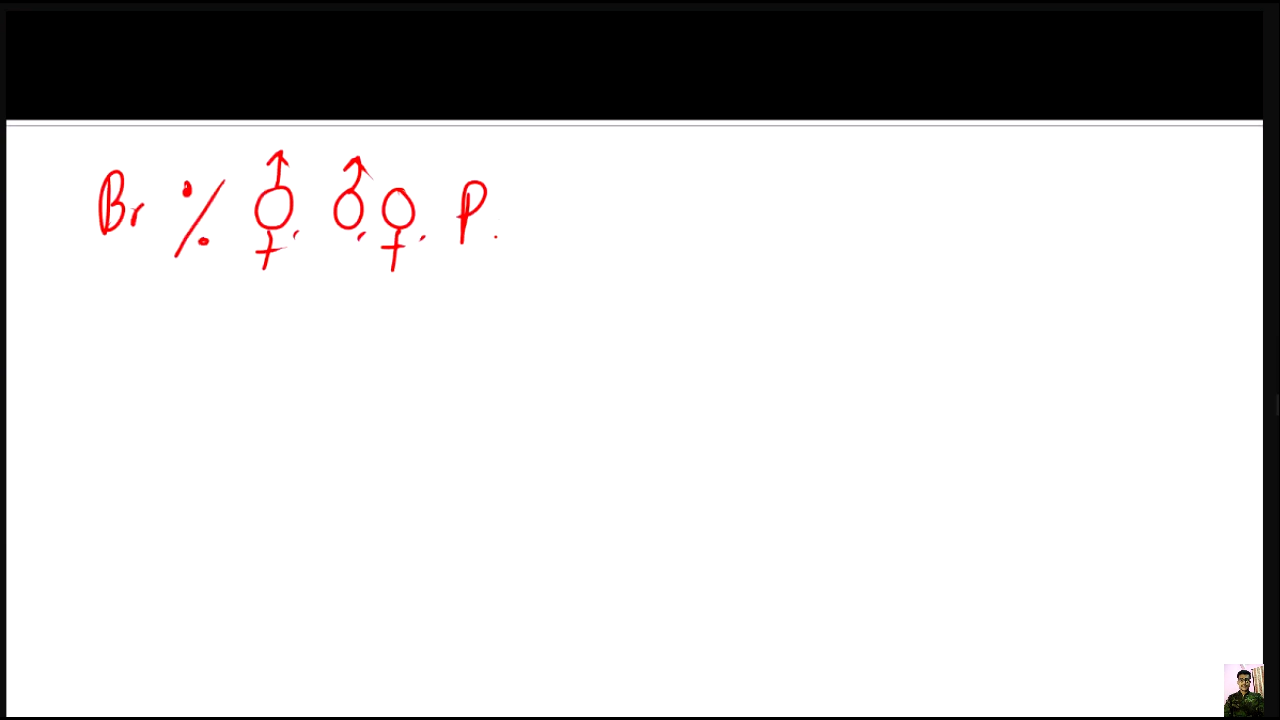 Br % ⚥, ♂, ♀, P.